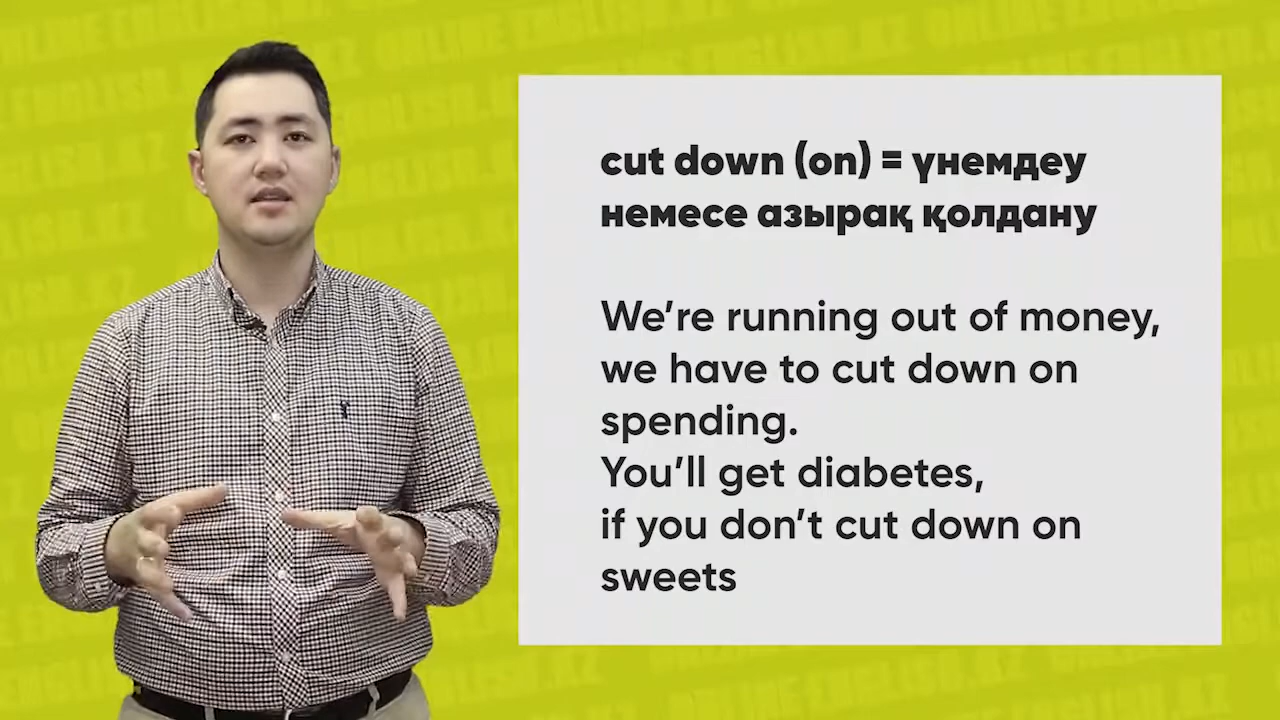 cut down (on) = үнемдеу
немесе азырақ қолдану
We’re running out of money,
we have to cut down on
spending.
You’ll get diabetes,
if you don’t cut down on
sweets